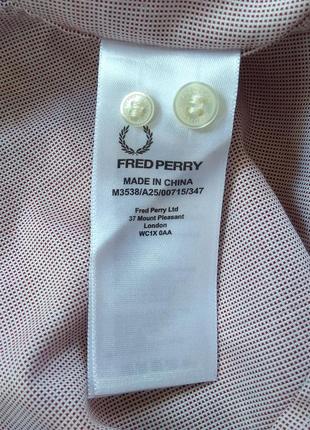 FRED PERRY
MADE IN CHINA
M3538/A25/00715/347
Fred Perry Ltd
37 Mount Pleasant
London
WC1X 0AA